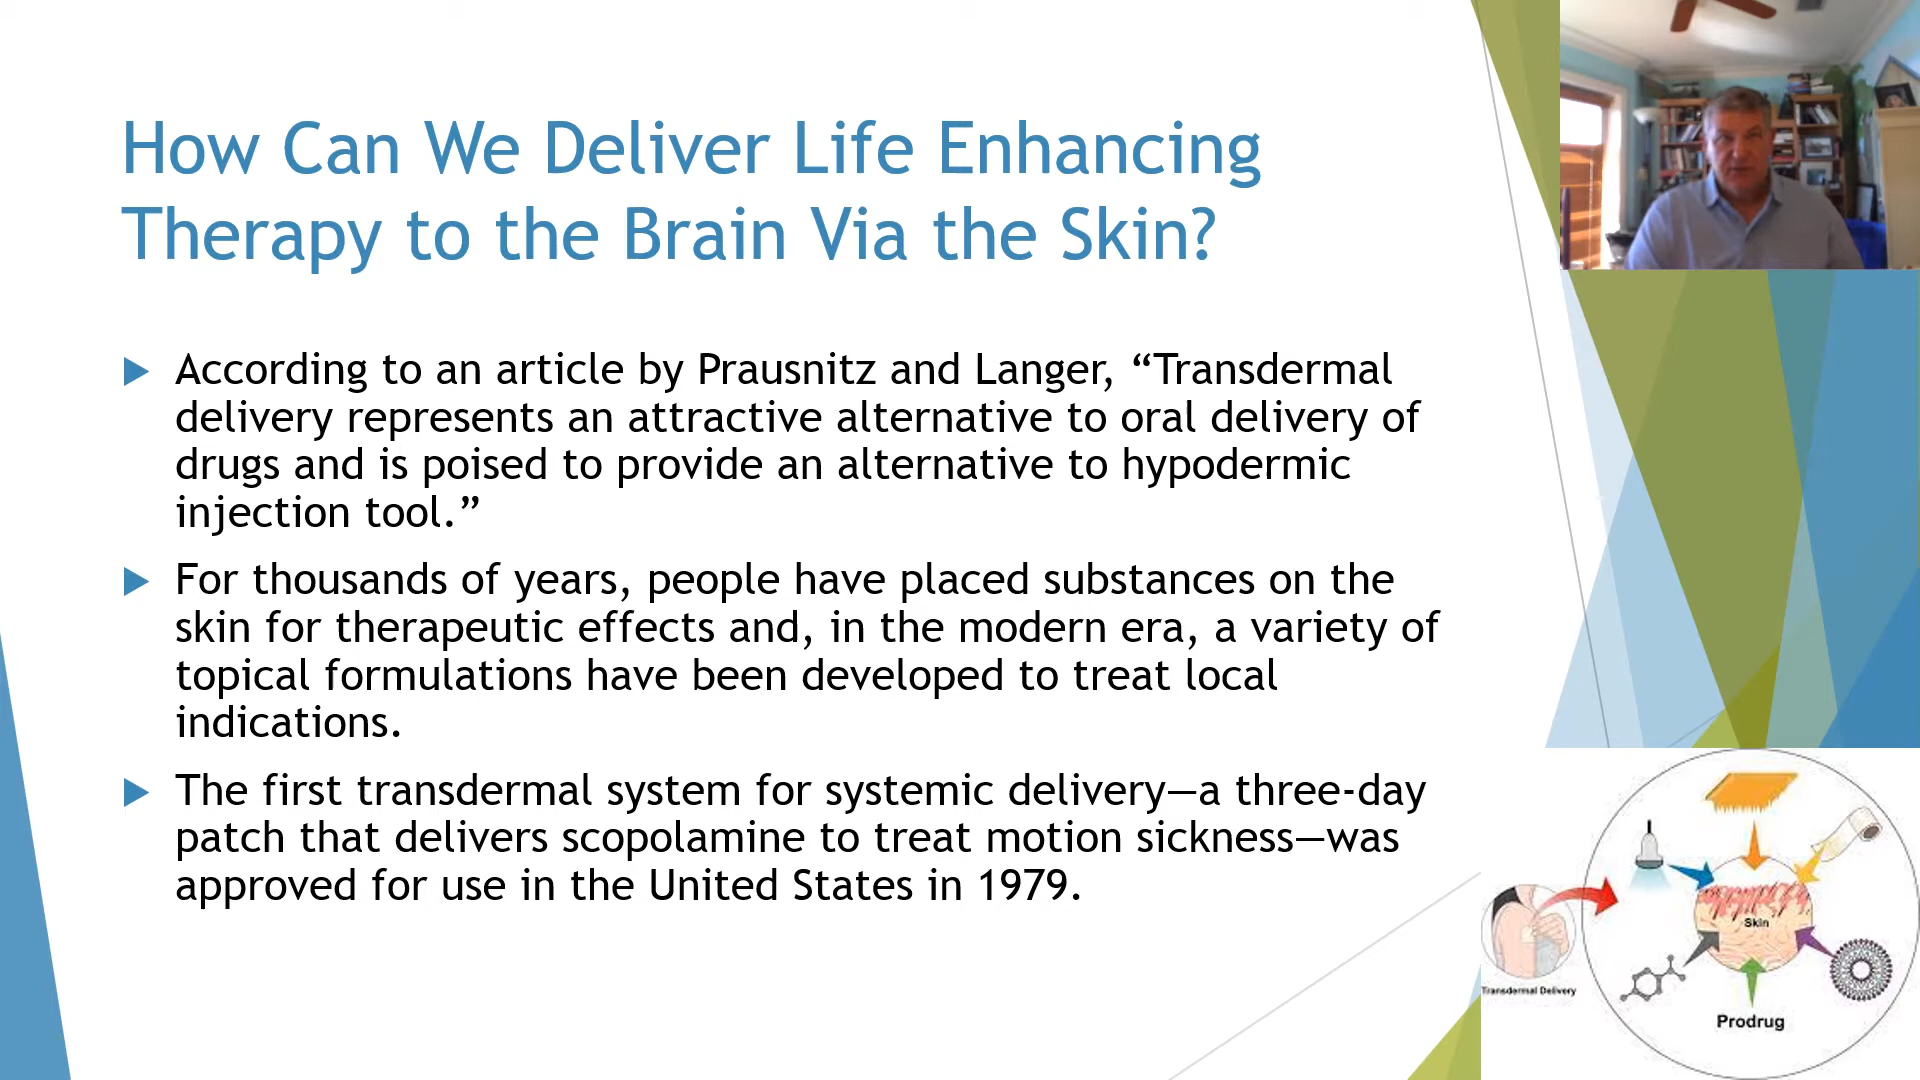 How Can We Deliver Life Enhancing
Therapy to the Brain Via the Skin?
According to an article by Prausnitz and Langer, “Transdermal
delivery represents an attractive alternative to oral delivery of
drugs and is poised to provide an alternative to hypodermic
injection tool.”
For thousands of years, people have placed substances on the
skin for therapeutic effects and, in the modern era, a variety of
topical formulations have been developed to treat local
indications.
The first transdermal system for systemic delivery—a three-day
patch that delivers scopolamine to treat motion sickness—was
approved for use in the United States in 1979.
Skin
Transdermal Delivery
Prodrug